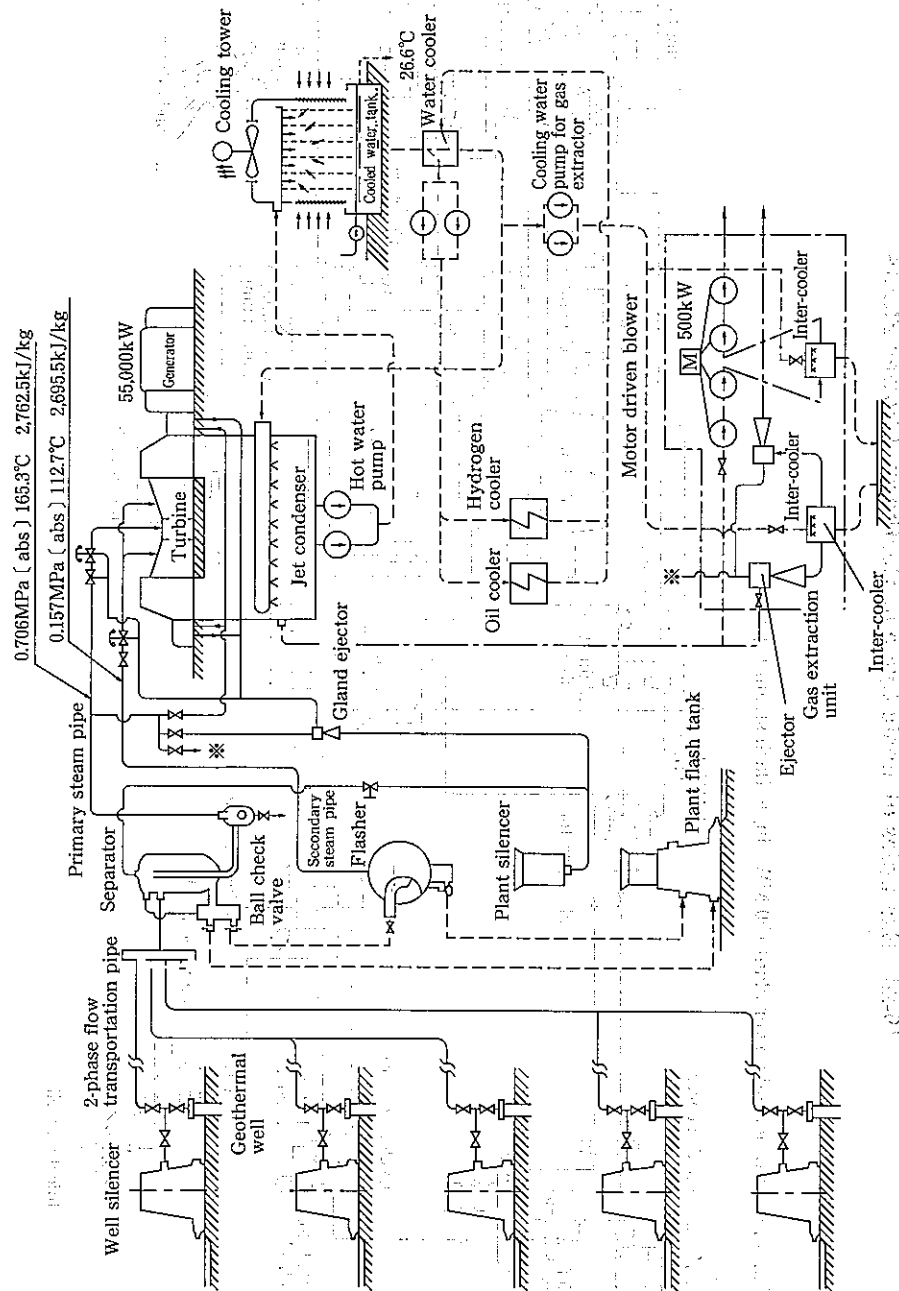 Well silencer
Geothermal
well
2-phase flow
transportation pipe
Separator
Ball check
valve
Primary steam pipe
0.706MPa [abs] 165.3℃ 2,762.5kJ/kg
0.157MPa [abs] 112.7℃ 2,695.5kJ/kg
Secondary
steam pipe
Flasher
Plant silencer
Plant flash tank
※
Gland ejector
Turbine
Generator
55,000kW
Jet condenser
Hot water
pump
Cooling tower
Cooled water tank
26.6℃
Water cooler
Cooling water
pump for gas
extractor
Hydrogen
cooler
Oil cooler
Motor driven blower
M
500kW
Inter-cooler
Inter-cooler
※
Ejector
Gas extraction
unit
Inter-cooler